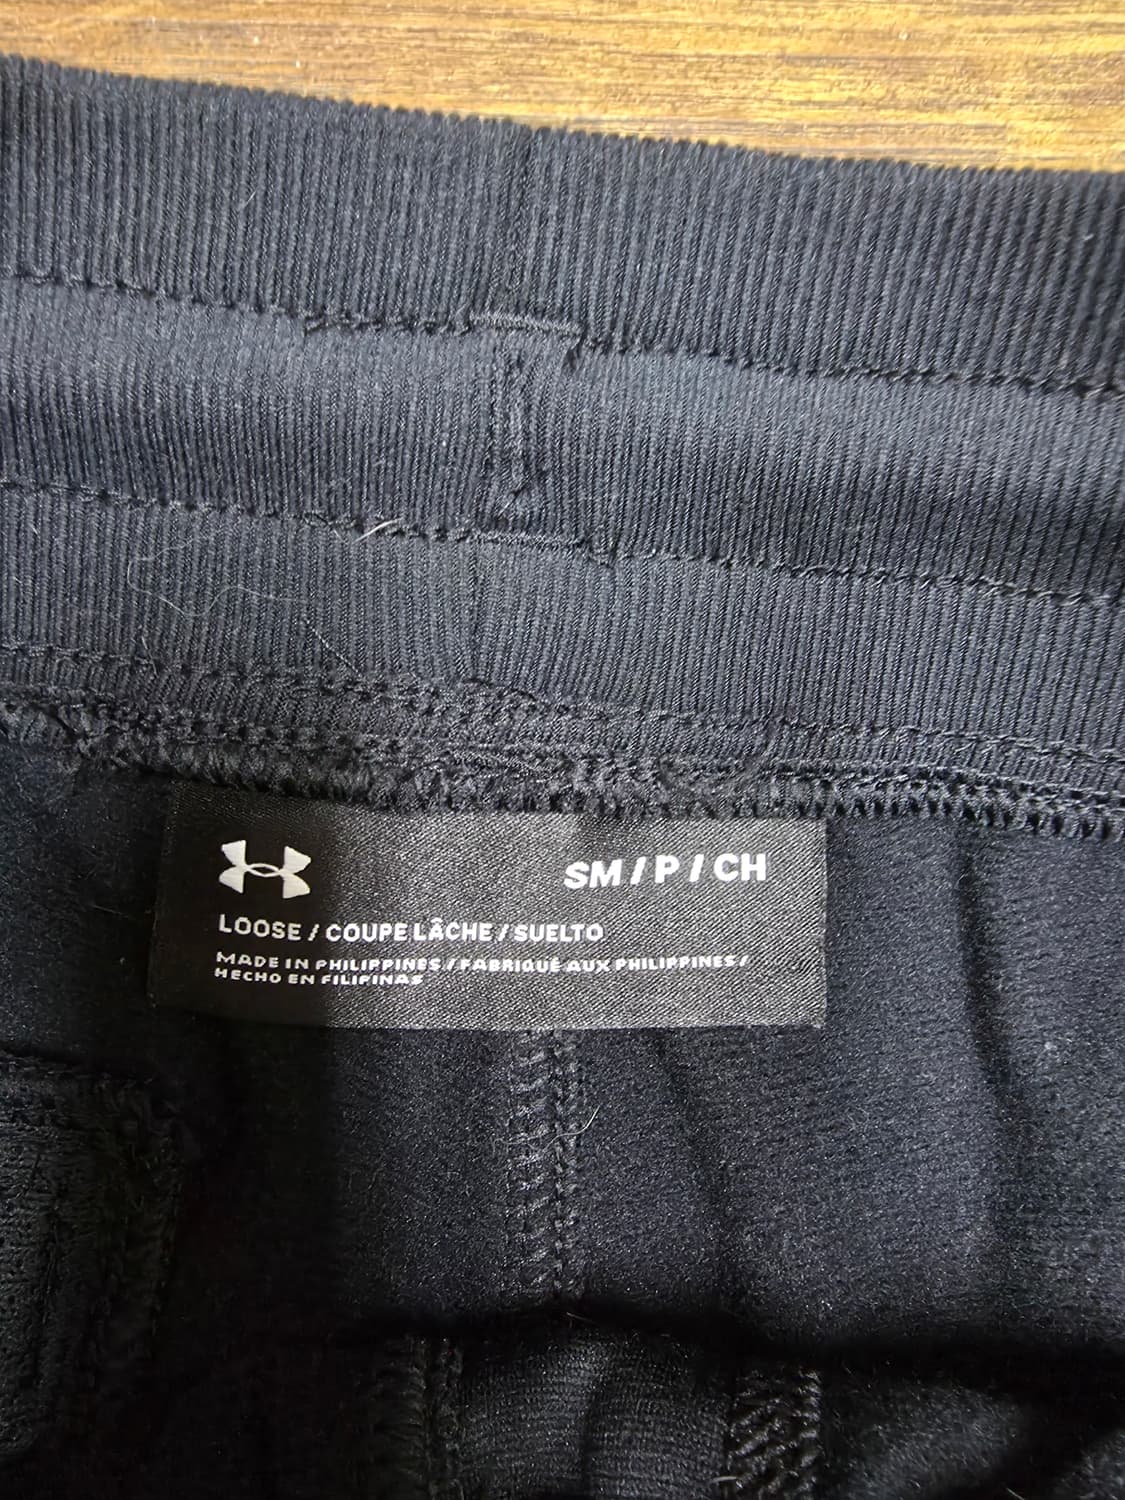 SM / P / CH
LOOSE / COUPE LÂCHE / SUELTO
MADE IN PHILIPPINES / FABRIQUÉ AUX PHILIPPINES /
HECHO EN FILIPINAS